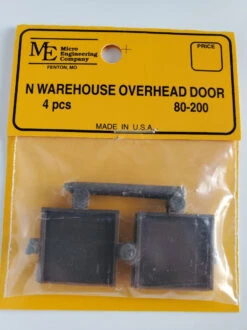 ME
Micro
Engineering
Company
FENTON, MO
PRICE
N WAREHOUSE OVERHEAD DOOR
4 pcs 80-200
MADE IN U.S.A.